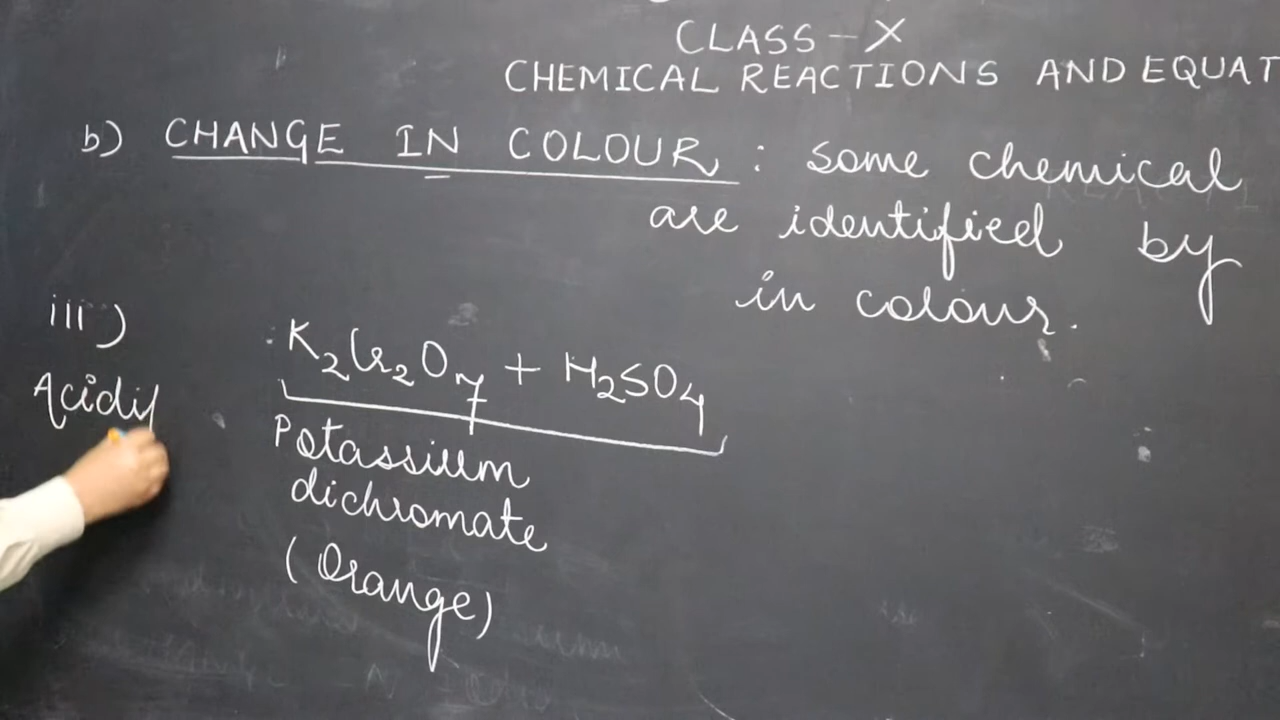 CLASS - X
CHEMICAL REACTIONS AND EQUAT
b) CHANGE IN COLOUR : some chemical
are identified by
in colour.
iii) K₂Cr₂O₇ + H₂SO₄
Acidif
Potassium
dichromate
(Orange)